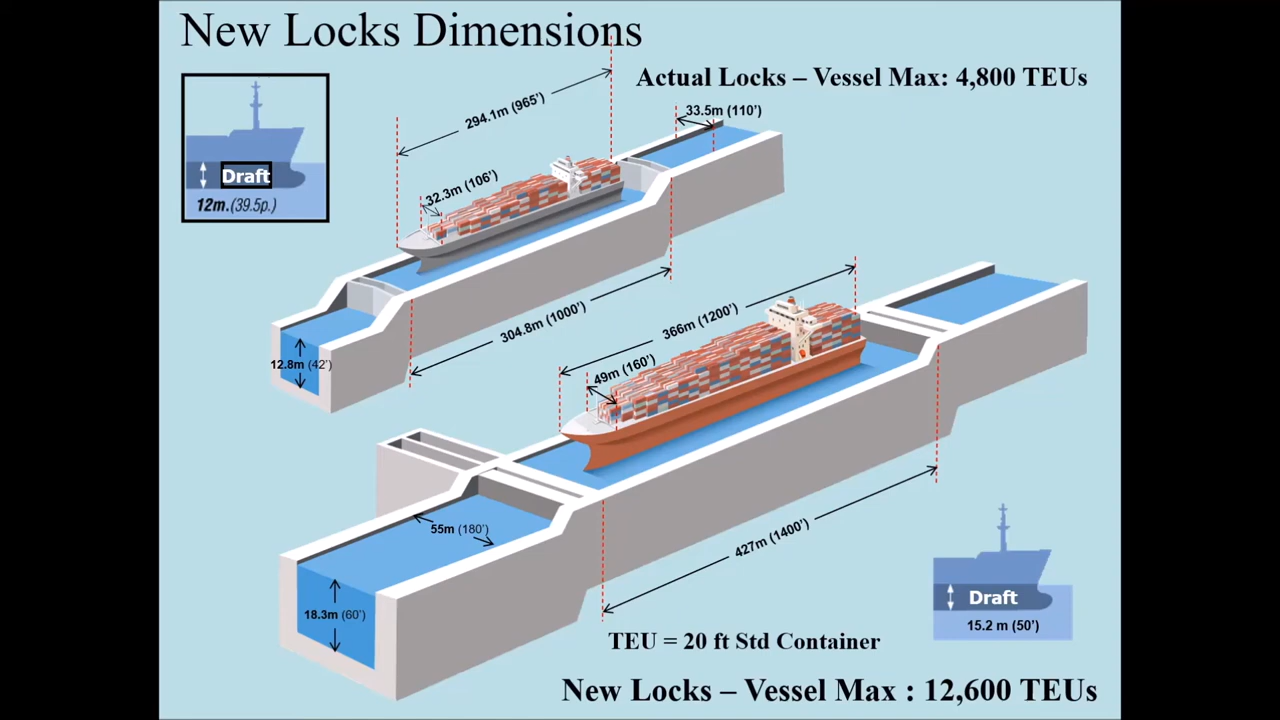 New Locks Dimensions
Actual Locks – Vessel Max: 4,800 TEUs
294.1m (965')
33.5m (110')
Draft
12m.(39.5p.)
32.3m (106')
304.8m (1000')
12.8m (42')
366m (1200')
49m (160')
55m (180')
427m (1400')
18.3m (60')
Draft
15.2 m (50')
TEU = 20 ft Std Container
New Locks – Vessel Max : 12,600 TEUs